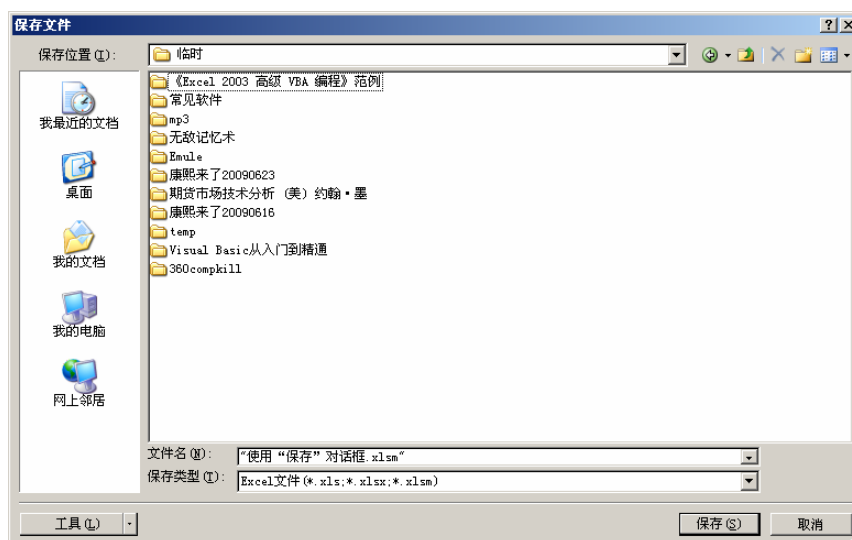 保存文件
保存位置(I):
临时
《Excel 2003 高级 VBA 编程》范例
常见软件
mp3
无敌记忆术
Emule
康熙来了20090623
期货市场技术分析 (美) 约翰·墨
康熙来了20090616
temp
Visual Basic从入门到精通
360compkill
我最近的文档
桌面
我的文档
我的电脑
网上邻居
文件名(N):
"使用“保存”对话框.xlsm"
保存类型(T):
Excel文件(*.xls;*.xlsx;*.xlsm)
工具(L)
保存(S)
取消